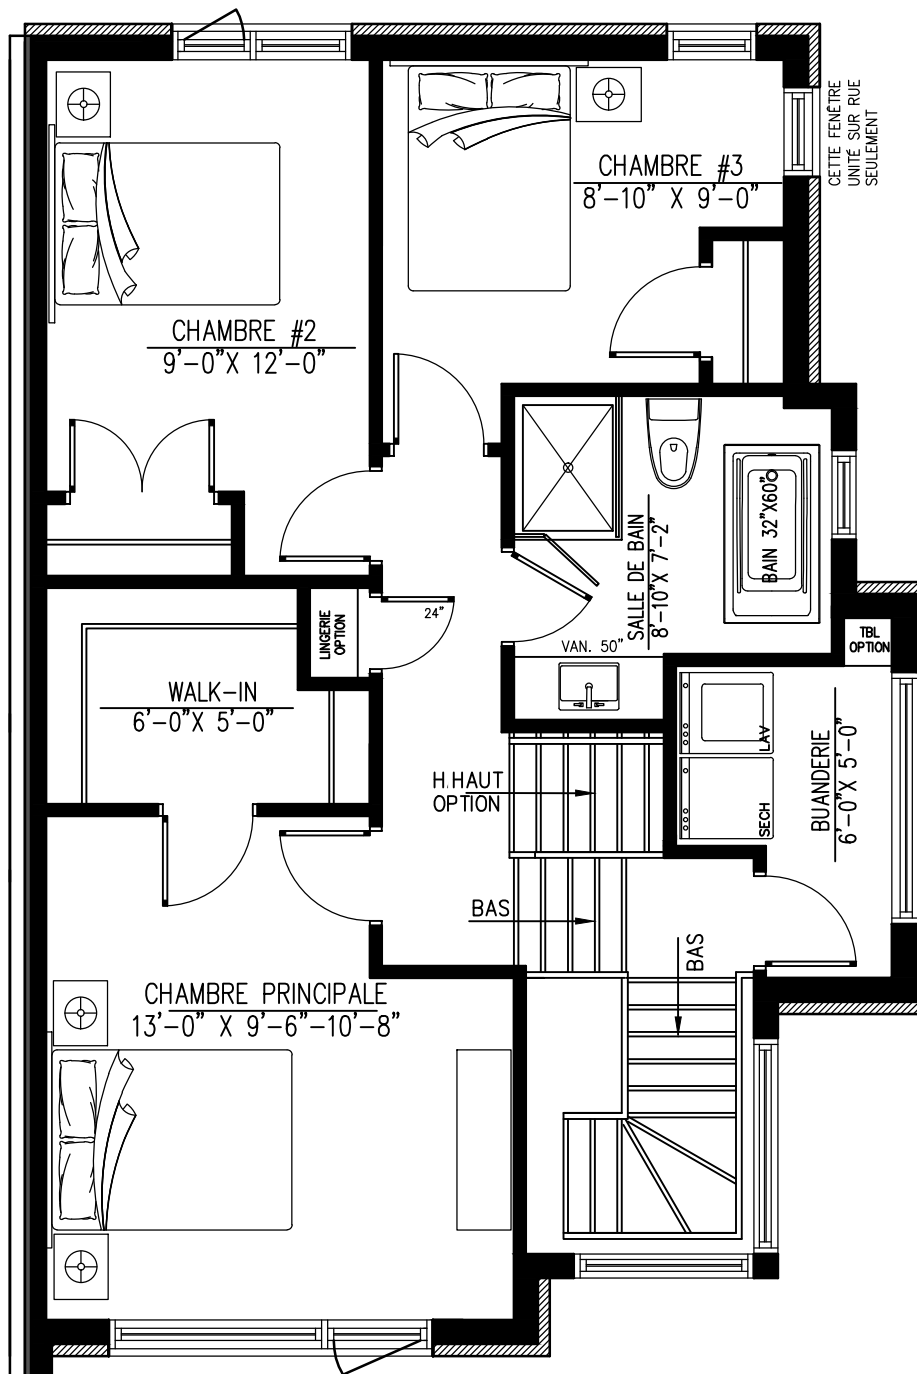 CETTE FENÊTRE
UNITÉ SUR RUE
SEULEMENT
CHAMBRE #3
8'-10" X 9'-0"
CHAMBRE #2
9'-0"X 12'-0"
BAIN 32"X60"
SALLE DE BAIN
8'-10"X 7'-2"
24"
LINGERIE
OPTION
VAN. 50"
TBL
OPTION
WALK-IN
6'-0"X 5'-0"
LAV
SECH
BUANDERIE
6'-0"X 5'-0"
H.HAUT
OPTION
BAS
BAS
CHAMBRE PRINCIPALE
13'-0" X 9'-6"-10'-8"